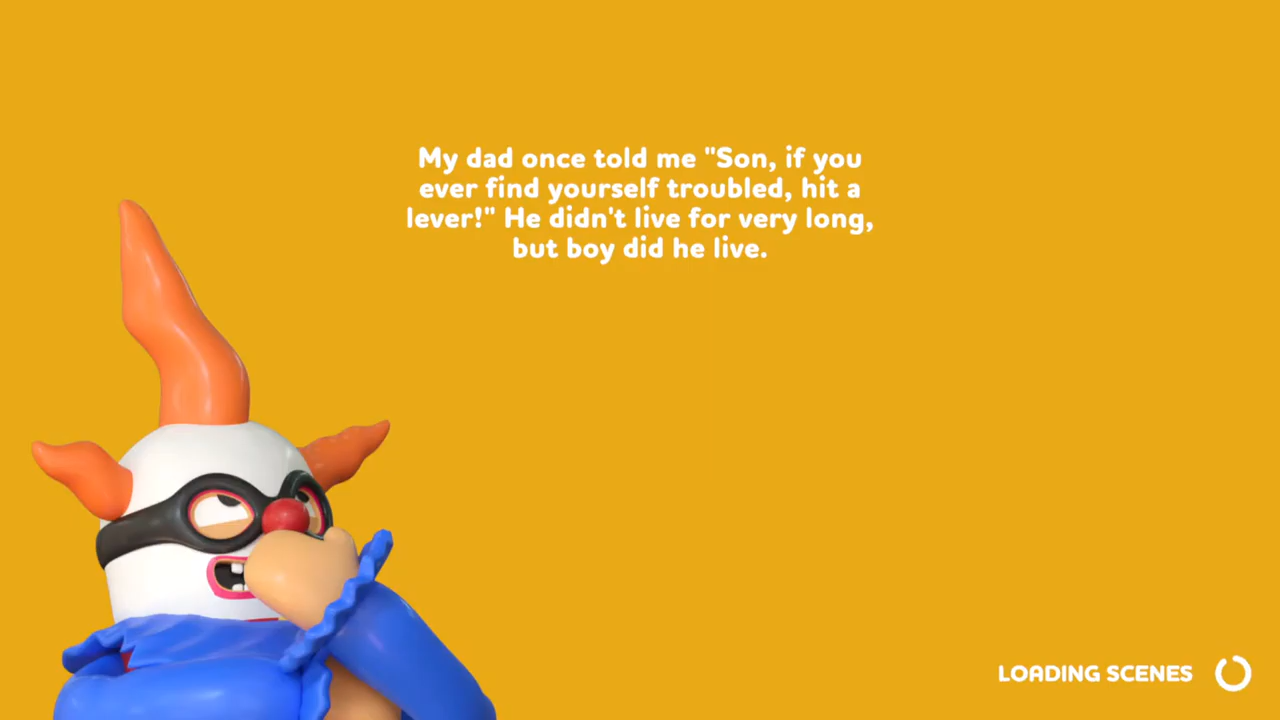 My dad once told me "Son, if you
ever find yourself troubled, hit a
lever!" He didn't live for very long,
but boy did he live.
LOADING SCENES